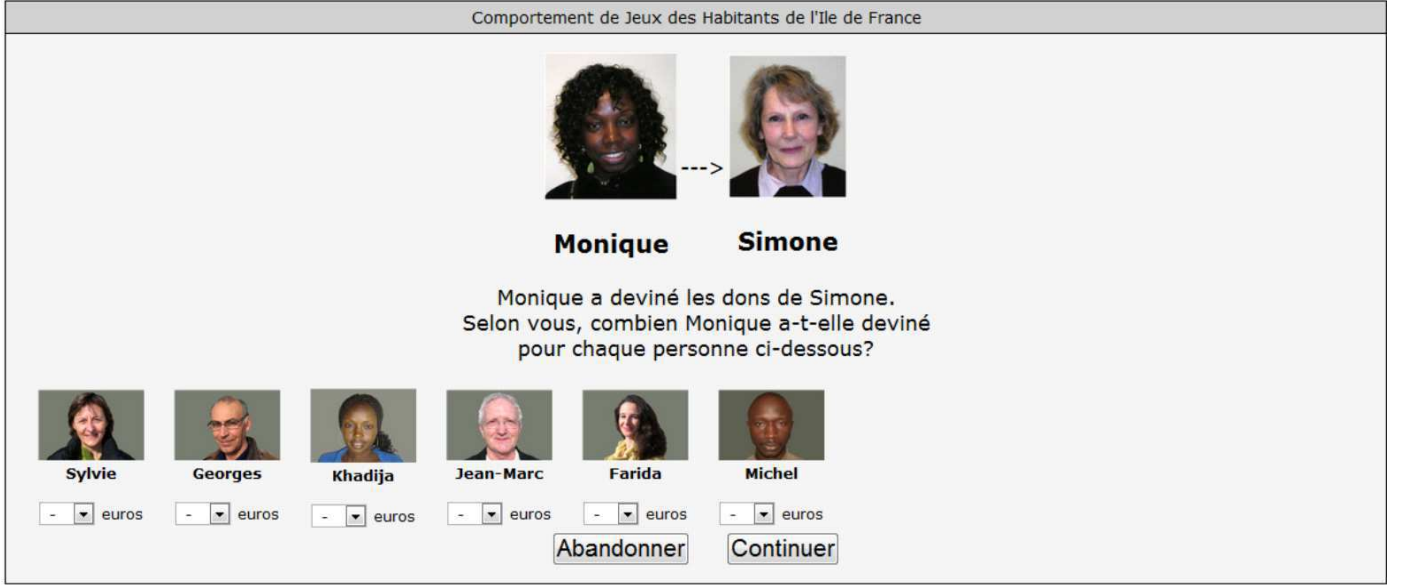 Comportement de Jeux des Habitants de l'Ile de France
--->
Monique Simone
Monique a deviné les dons de Simone.
Selon vous, combien Monique a-t-elle deviné
pour chaque personne ci-dessous?
Sylvie Georges Khadija Jean-Marc Farida Michel
- euros - euros - euros - euros - euros - euros
Abandonner Continuer